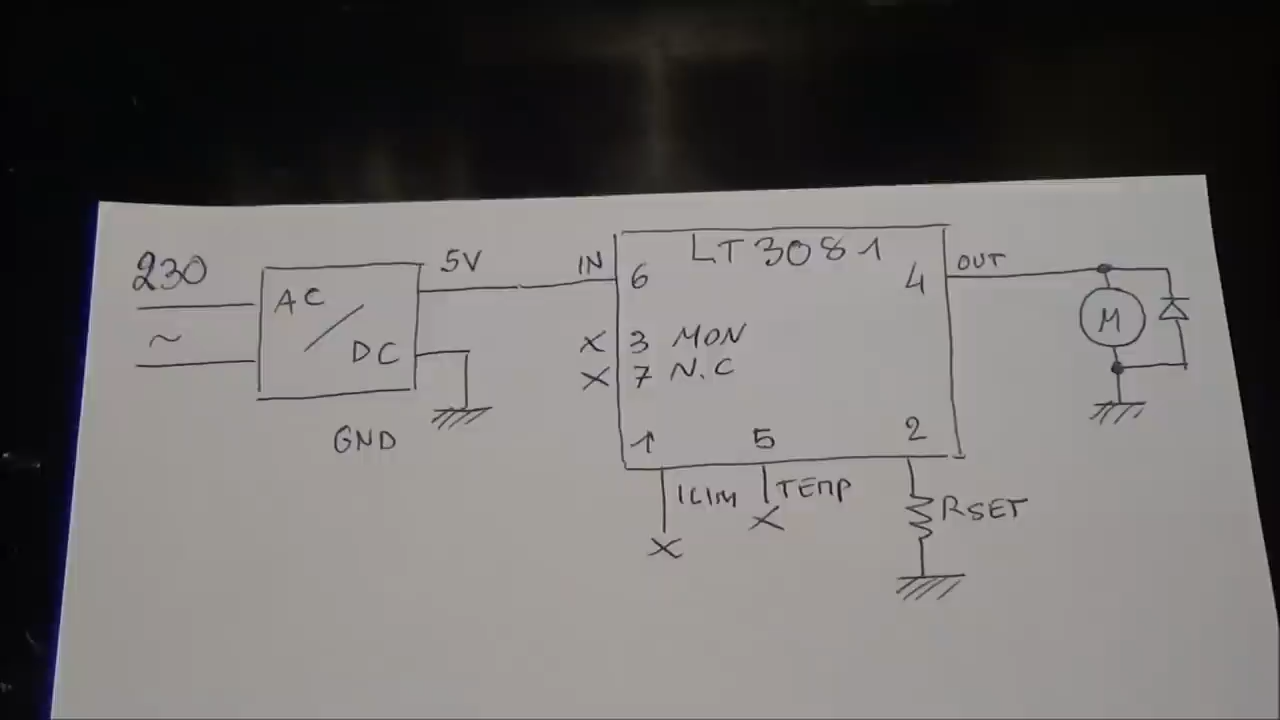 230
~
AC
DC
5V
GND
IN
LT3081
6
4
OUT
X 3 MON
X 7 N.C
1
5
2
ILIM
TEMP
X
X
RSET
M